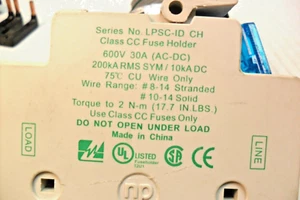 Series No. LPSC-ID CH
Class CC Fuse Holder
600V 30A (AC-DC)
200kA RMS SYM / 10kA DC
75°C CU Wire Only
Wire Range: #8-14 Stranded
#10-14 Solid
Torque to 2 N-m (17.7 IN.LBS.)
Use Class CC Fuses Only
DO NOT OPEN UNDER LOAD
Made in China
LOAD
UL
LISTED
SA
LINE